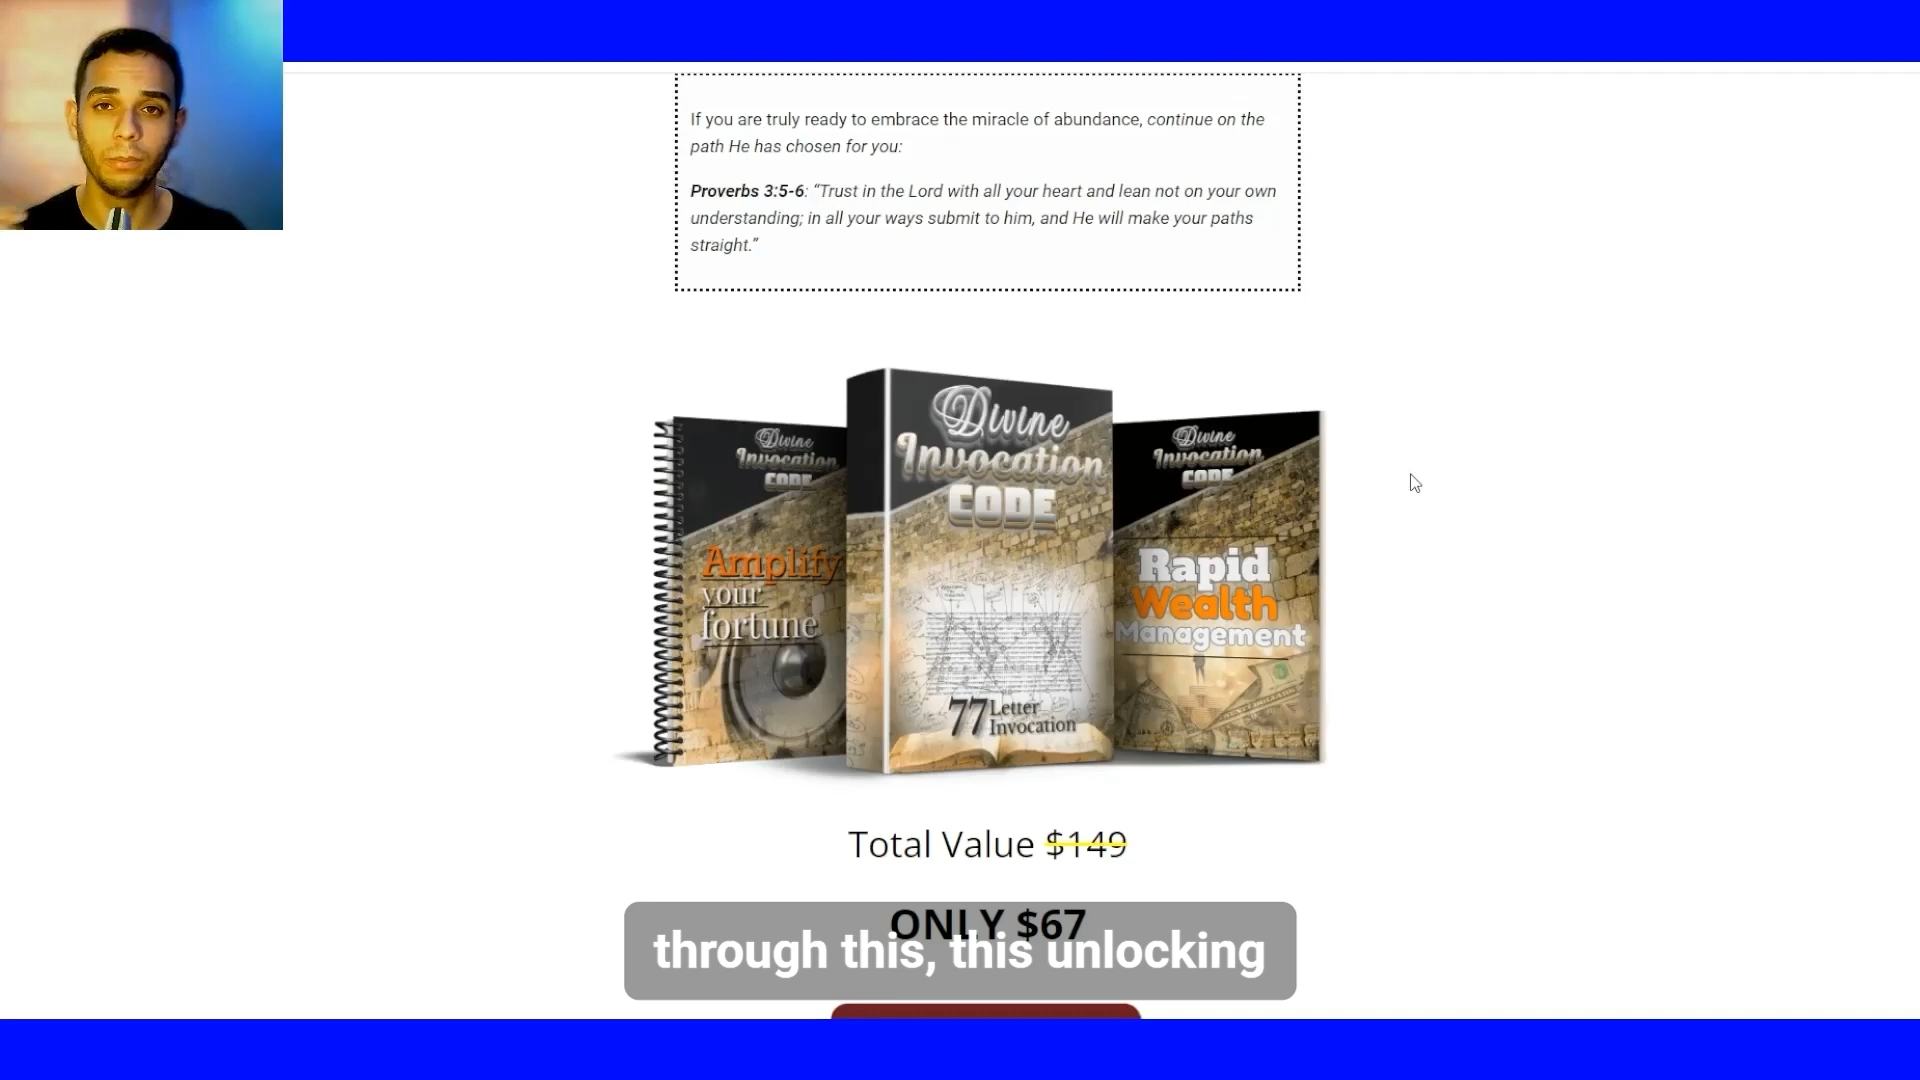 If you are truly ready to embrace the miracle of abundance, continue on the
path He has chosen for you:
Proverbs 3:5-6: “Trust in the Lord with all your heart and lean not on your own
understanding; in all your ways submit to him, and He will make your paths
straight.”
Divine
Invocation
CODE
Amplify
your
fortune
Divine
Invocation
CODE
77 Letter
Invocation
Divine
Invocation
CODE
Rapid
Wealth
Management
Total Value $149
ONLY $67
through this, this unlocking